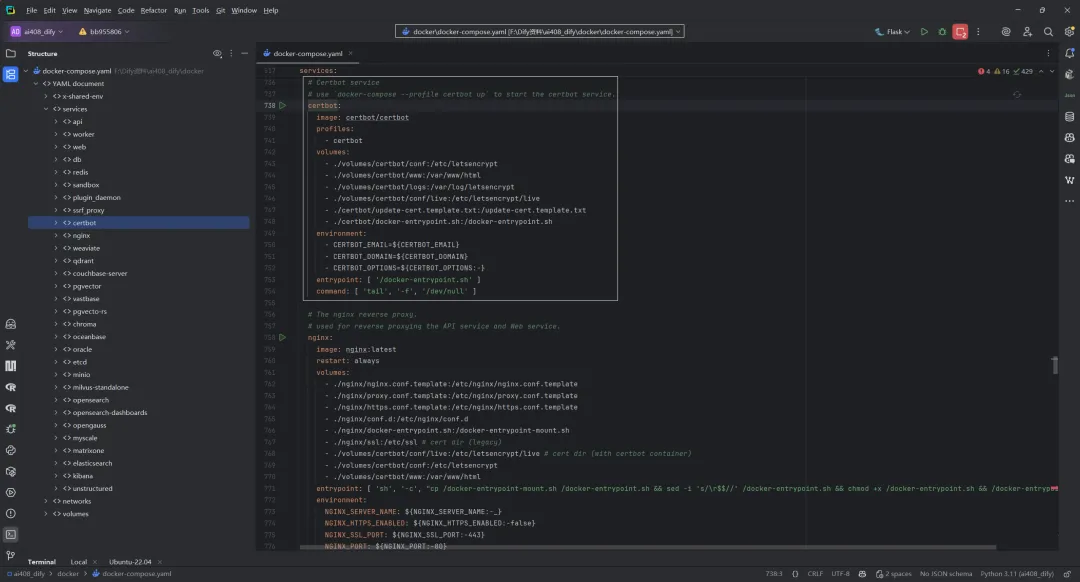 File Edit View Navigate Code Refactor Run Tools Git Window Help
AD ai408_dify bb955806 docker\docker-compose.yaml [F:\Dify资料\ai408_dify\docker\docker-compose.yaml] Flask
Structure
docker-compose.yaml F:\Dify资料\ai408_dify\docker
YAML document
x-shared-env
services
api
worker
web
db
redis
sandbox
plugin_daemon
ssrf_proxy
certbot
nginx
weaviate
qdrant
couchbase-server
pgvector
vastbase
pgvecto-rs
chroma
oceanbase
oracle
etcd
minio
milvus-standalone
opensearch
opensearch-dashboards
opengauss
myscale
matrixone
elasticsearch
kibana
unstructured
networks
volumes
docker-compose.yaml
4 16 429
services:
# Certbot service
# use `docker-compose --profile certbot up` to start the certbot service.
738 certbot:
739 image: certbot/certbot
740 profiles:
741 - certbot
742 volumes:
743 - ./volumes/certbot/conf:/etc/letsencrypt
744 - ./volumes/certbot/www:/var/www/html
745 - ./volumes/certbot/logs:/var/log/letsencrypt
746 - ./volumes/certbot/conf/live:/etc/letsencrypt/live
747 - ./certbot/update-cert.template.txt:/update-cert.template.txt
748 - ./certbot/docker-entrypoint.sh:/docker-entrypoint.sh
749 environment:
750 - CERTBOT_EMAIL=${CERTBOT_EMAIL}
751 - CERTBOT_DOMAIN=${CERTBOT_DOMAIN}
752 - CERTBOT_OPTIONS=${CERTBOT_OPTIONS:-}
753 entrypoint: [ '/docker-entrypoint.sh' ]
754 command: [ 'tail', '-f', '/dev/null' ]
755
756 # The nginx reverse proxy.
757 # used for reverse proxying the API service and Web service.
758 nginx:
759 image: nginx:latest
760 restart: always
761 volumes:
762 - ./nginx/nginx.conf.template:/etc/nginx/nginx.conf.template
763 - ./nginx/proxy.conf.template:/etc/nginx/proxy.conf.template
764 - ./nginx/https.conf.template:/etc/nginx/https.conf.template
765 - ./nginx/conf.d:/etc/nginx/conf.d
766 - ./nginx/docker-entrypoint.sh:/docker-entrypoint-mount.sh
767 - ./nginx/ssl:/etc/ssl # cert dir (legacy)
768 - ./volumes/certbot/conf/live:/etc/letsencrypt/live # cert dir (with certbot container)
769 - ./volumes/certbot/conf:/etc/letsencrypt
770 - ./volumes/certbot/www:/var/www/html
771 entrypoint: [ 'sh', '-c', "cp /docker-entrypoint-mount.sh /docker-entrypoint.sh && sed -i 's/\r$$//' /docker-entrypoint.sh && chmod +x /docker-entrypoint.sh && /docker-entryp
772 environment:
773 NGINX_SERVER_NAME: ${NGINX_SERVER_NAME:-_}
774 NGINX_HTTPS_ENABLED: ${NGINX_HTTPS_ENABLED:-false}
775 NGINX_SSL_PORT: ${NGINX_SSL_PORT:-443}
776 NGINX_PORT: ${NGINX_PORT:-80}
Terminal Local Ubuntu-22.04
ai408_dify docker docker-compose.yaml 738:3 CRLF UTF-8 2 spaces No JSON schema Python 3.11 (ai408_dify)